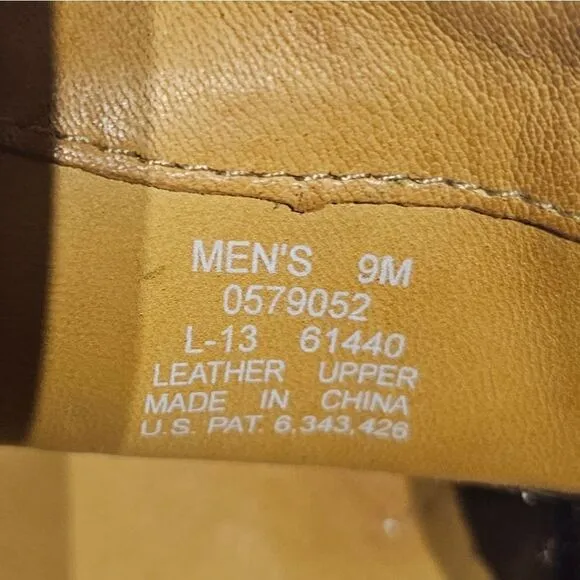 MEN'S 9M
0579052
L-13 61440
LEATHER UPPER
MADE IN CHINA
U.S. PAT. 6,343,426